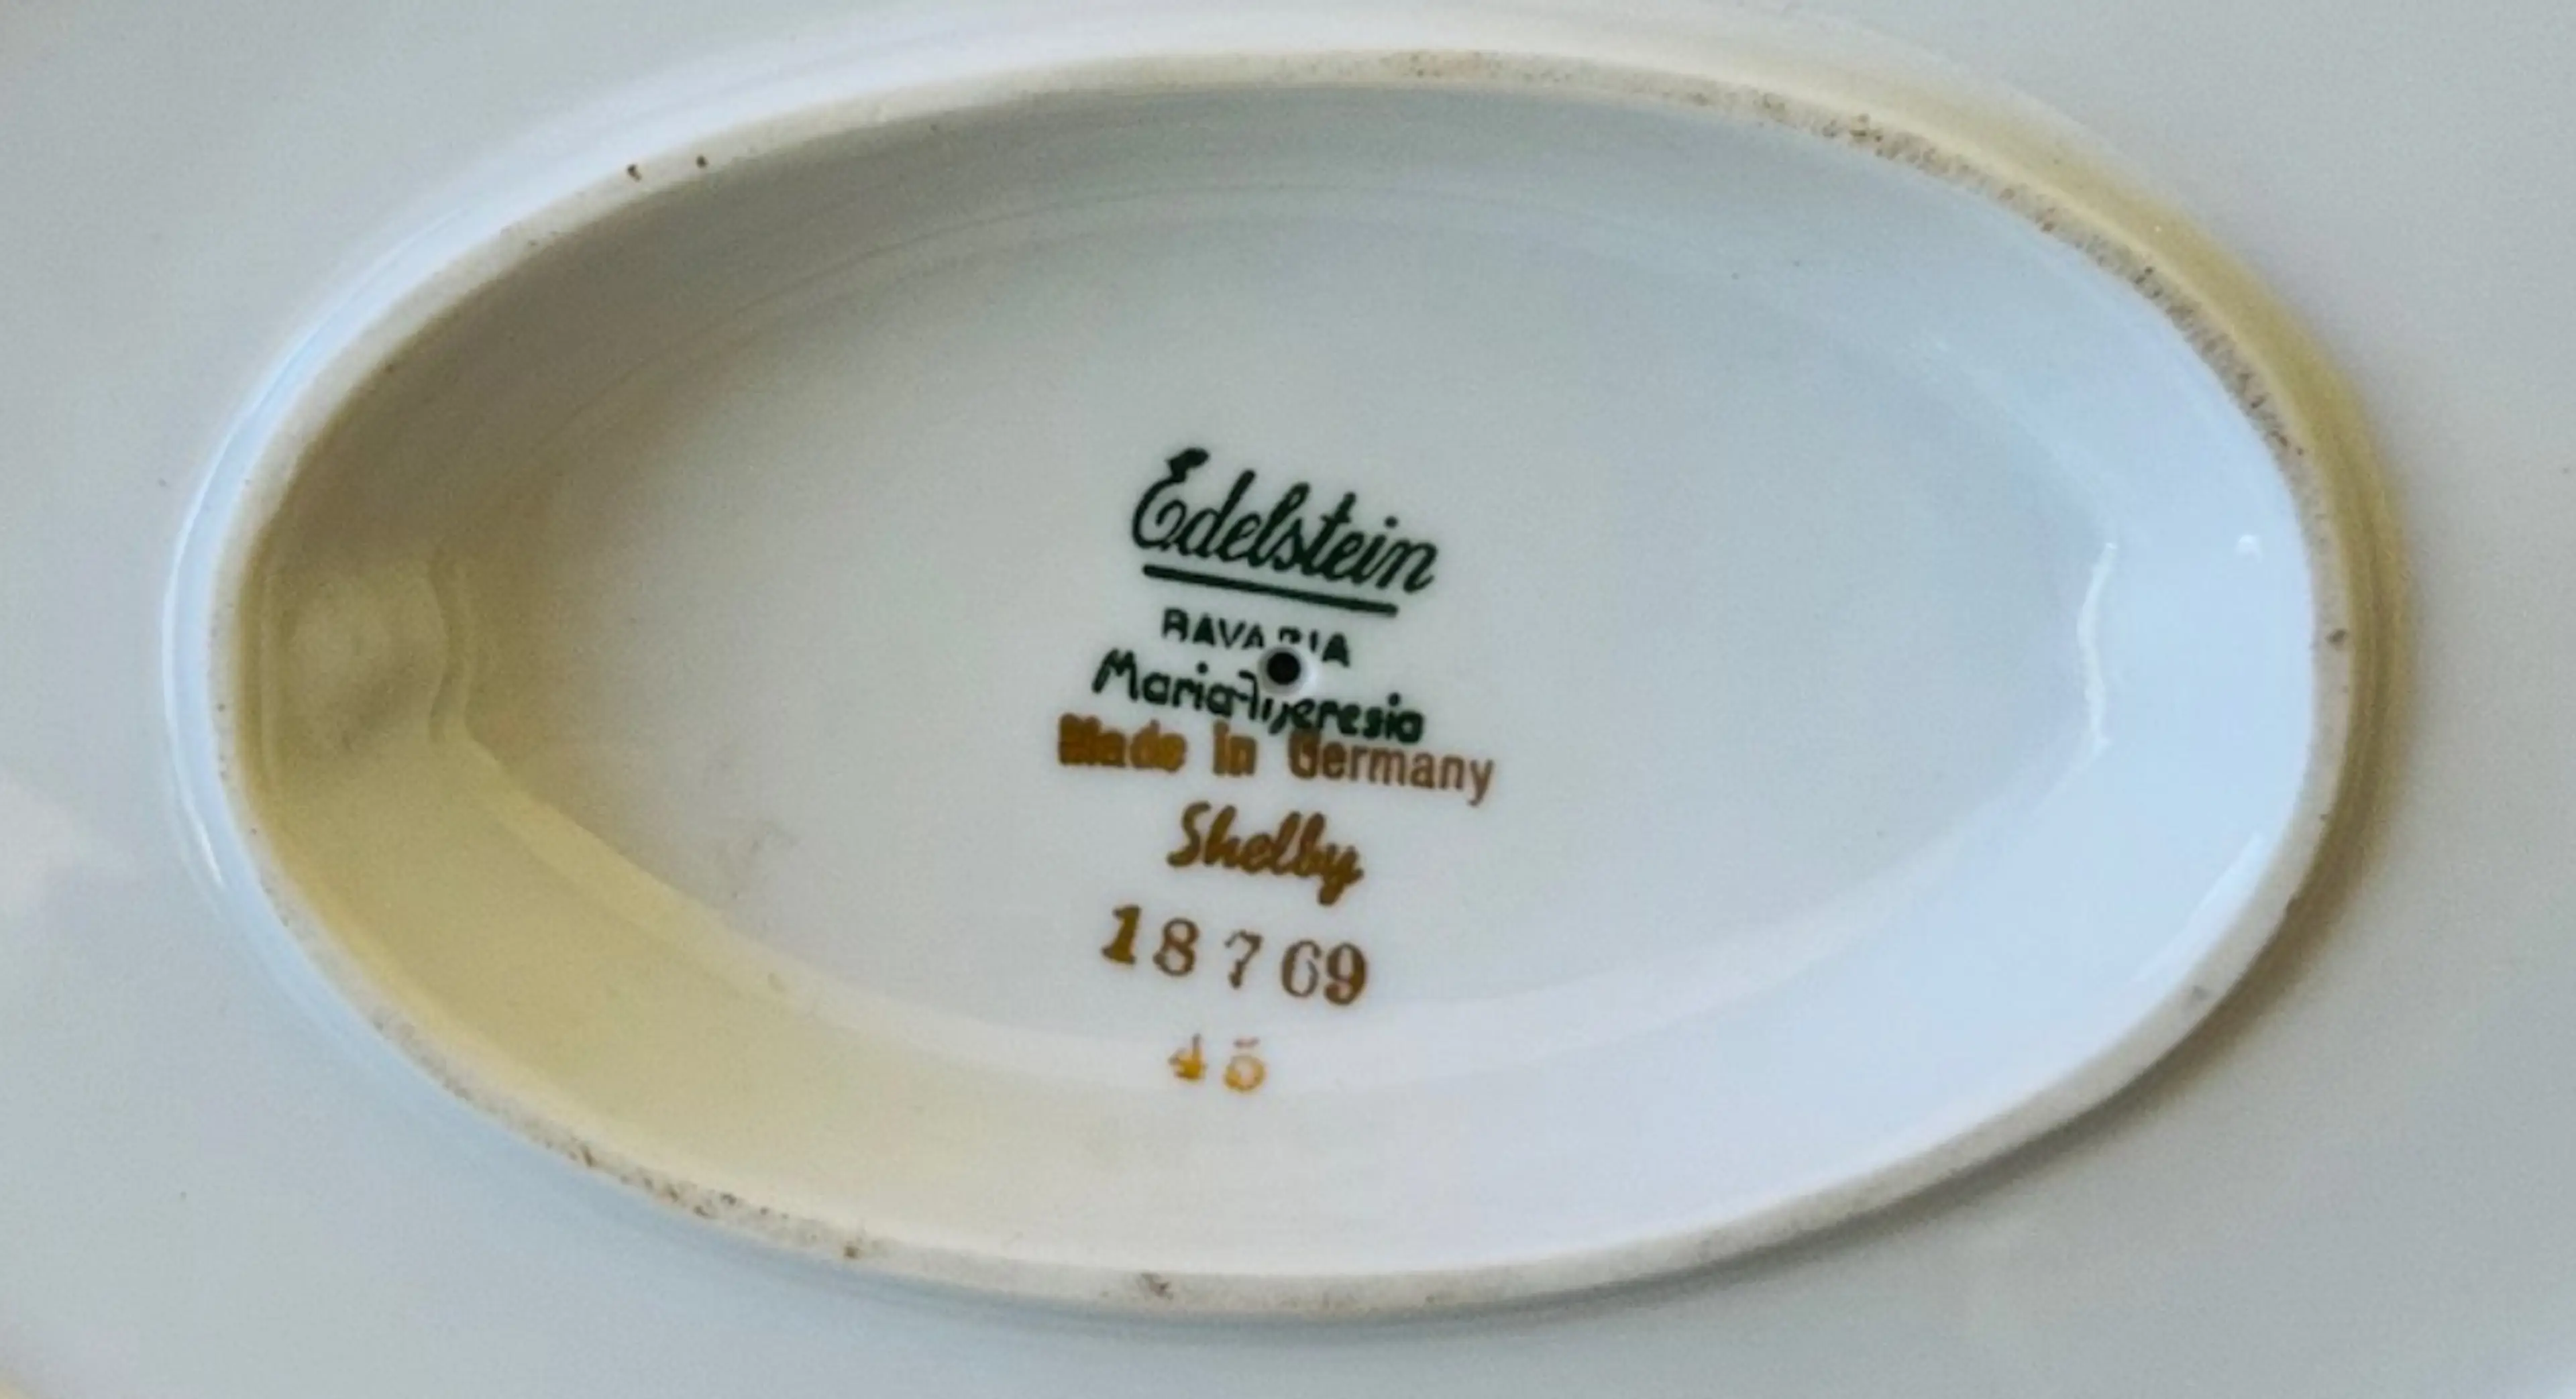 Edelstein
BAVARIA
Maria-Theresia
Made in Germany
Shelby
18769
45